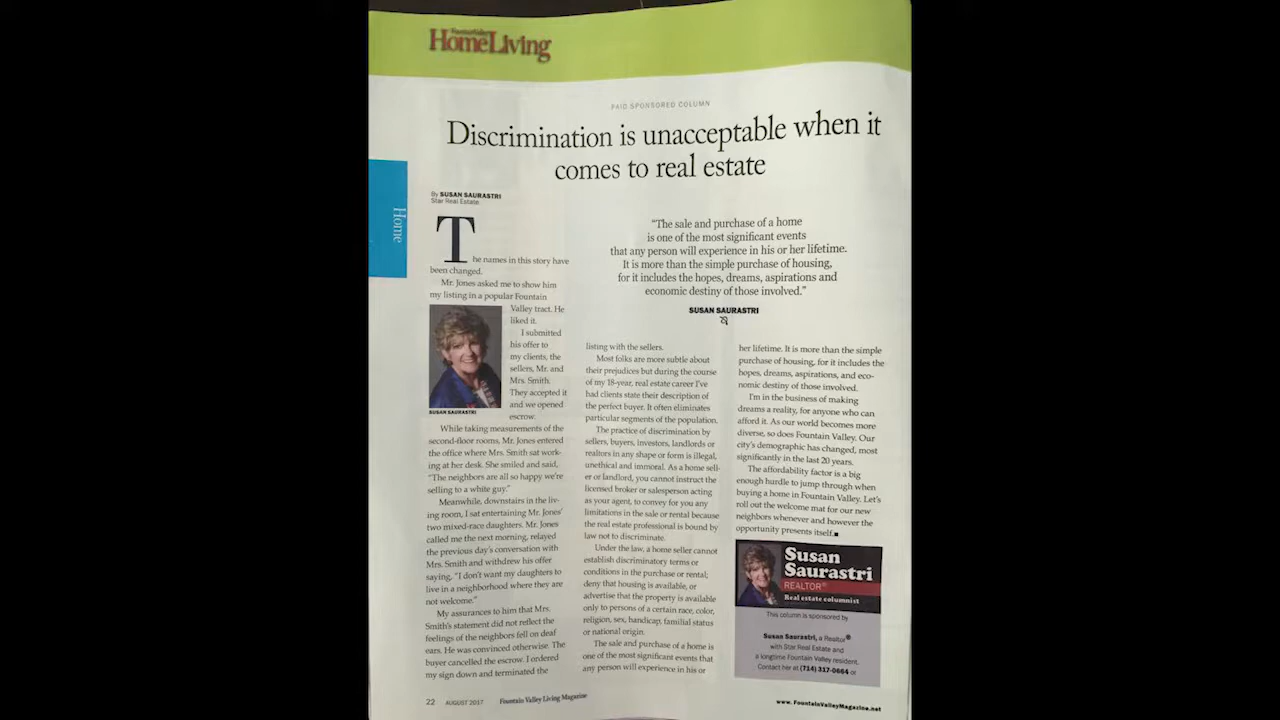 Fountain Valley
HomeLiving
PAID SPONSORED COLUMN
Discrimination is unacceptable when it
comes to real estate
Home
By SUSAN SAURASTRI
Star Real Estate
The names in this story have
been changed.
Mr. Jones asked me to show him
my listing in a popular Fountain
Valley tract. He
liked it.
I submitted
his offer to
my clients, the
sellers, Mr. and
Mrs. Smith.
They accepted it
and we opened
escrow.
SUSAN SAURASTRI
While taking measurements of the
second-floor rooms, Mr. Jones entered
the office where Mrs. Smith sat work-
ing at her desk. She smiled and said,
"The neighbors are all so happy we're
selling to a white guy."
Meanwhile, downstairs in the liv-
ing room, I sat entertaining Mr. Jones'
two mixed-race daughters. Mr. Jones
called me the next morning, relayed
the previous day's conversation with
Mrs. Smith and withdrew his offer
saying, "I don't want my daughters to
live in a neighborhood where they are
not welcome."
My assurances to him that Mrs.
Smith's statement did not reflect the
feelings of the neighbors fell on deaf
ears. He was convinced otherwise. The
buyer cancelled the escrow. I ordered
my sign down and terminated the
"The sale and purchase of a home
is one of the most significant events
that any person will experience in his or her lifetime.
It is more than the simple purchase of housing,
for it includes the hopes, dreams, aspirations and
economic destiny of those involved."
SUSAN SAURASTRI
listing with the sellers.
Most folks are more subtle about
their prejudices but during the course
of my 18-year, real estate career I've
had clients state their description of
the perfect buyer. It often eliminates
particular segments of the population.
The practice of discrimination by
sellers, buyers, investors, landlords or
realtors in any shape or form is illegal,
unethical and immoral. As a home sell-
er or landlord, you cannot instruct the
licensed broker or salesperson acting
as your agent, to convey for you any
limitations in the sale or rental because
the real estate professional is bound by
law not to discriminate.
Under the law, a home seller cannot
establish discriminatory terms or
conditions in the purchase or rental;
deny that housing is available, or
advertise that the property is available
only to persons of a certain race, color,
religion, sex, handicap, familial status
or national origin.
The sale and purchase of a home is
one of the most significant events that
any person will experience in his or
her lifetime. It is more than the simple
purchase of housing, for it includes the
hopes, dreams, aspirations, and eco-
nomic destiny of those involved.
I'm in the business of making
dreams a reality, for anyone who can
afford it. As our world becomes more
diverse, so does Fountain Valley. Our
city's demographic has changed, most
significantly in the last 20 years.
The affordability factor is a big
enough hurdle to jump through when
buying a home in Fountain Valley. Let's
roll out the welcome mat for our new
neighbors whenever and however the
opportunity presents itself.■
Susan
Saurastri
REALTOR®
Real estate columnist
This column is sponsored by
Susan Saurastri, a Realtor®
with Star Real Estate and
a longtime Fountain Valley resident.
Contact her at (714) 317-0664 or
22 AUGUST 2017 Fountain Valley Living Magazine
www.FountainValleyMagazine.net